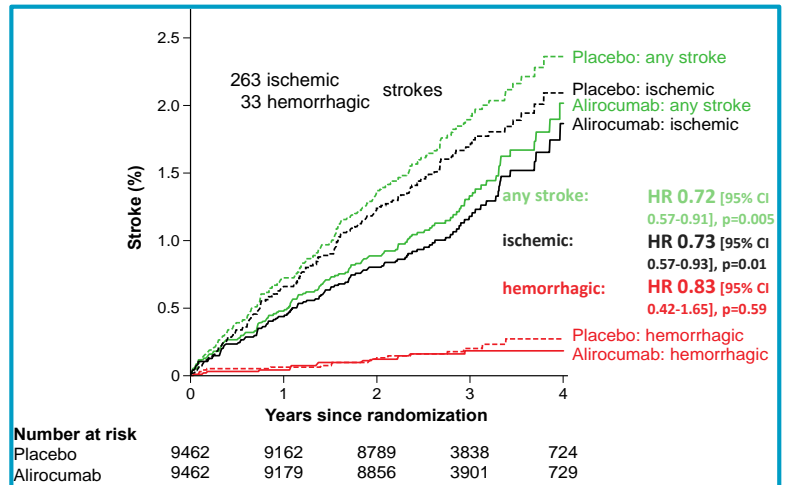 2.5
2.0
1.5
1.0
0.5
0
Stroke (%)
263 ischemic
33 hemorrhagic
strokes
Placebo: any stroke
Placebo: ischemic
Alirocumab: any stroke
Alirocumab: ischemic
any stroke: HR 0.72 [95% CI
0.57-0.91], p=0.005
ischemic: HR 0.73 [95% CI
0.57-0.93], p=0.01
hemorrhagic: HR 0.83 [95% CI
0.42-1.65], p=0.59
Placebo: hemorrhagic
Alirocumab: hemorrhagic
0 1 2 3 4
Years since randomization
Number at risk
Placebo 9462 9162 8789 3838 724
Alirocumab 9462 9179 8856 3901 729